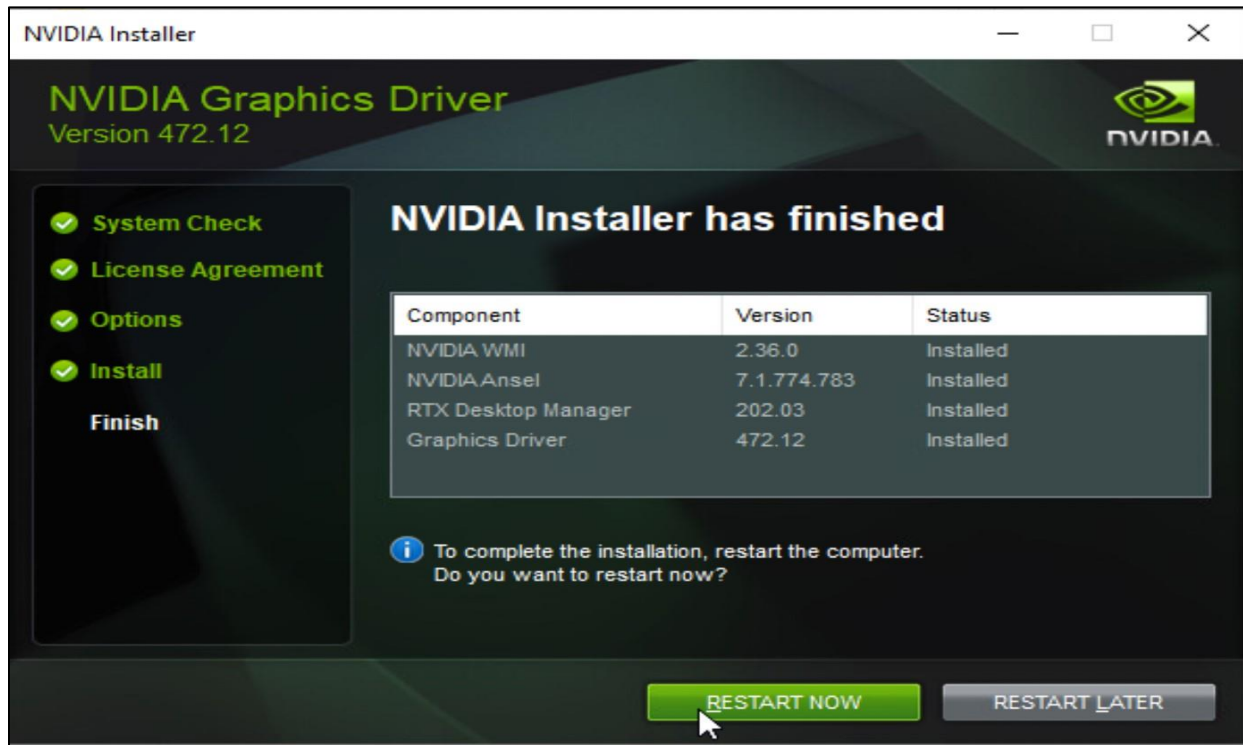 NVIDIA Installer
NVIDIA Graphics Driver
Version 472.12
NVIDIA.
System Check
License Agreement
Options
Install
Finish
NVIDIA Installer has finished
Component Version Status
NVIDIA WMI 2.36.0 Installed
NVIDIA Ansel 7.1.774.783 Installed
RTX Desktop Manager 202.03 Installed
Graphics Driver 472.12 Installed
To complete the installation, restart the computer.
Do you want to restart now?
RESTART NOW RESTART LATER